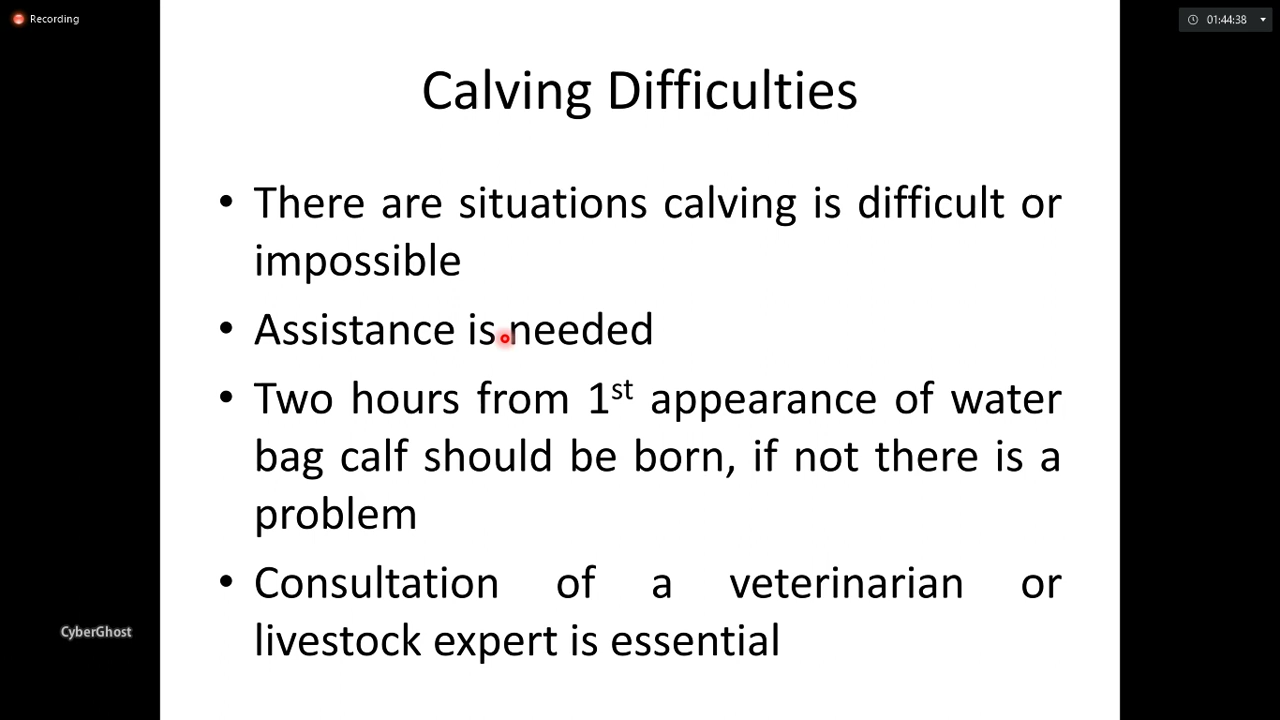 Recording
01:44:38
Calving Difficulties
• There are situations calving is difficult or
impossible
• Assistance is needed
• Two hours from 1st appearance of water
bag calf should be born, if not there is a
problem
• Consultation of a veterinarian or
livestock expert is essential
CyberGhost